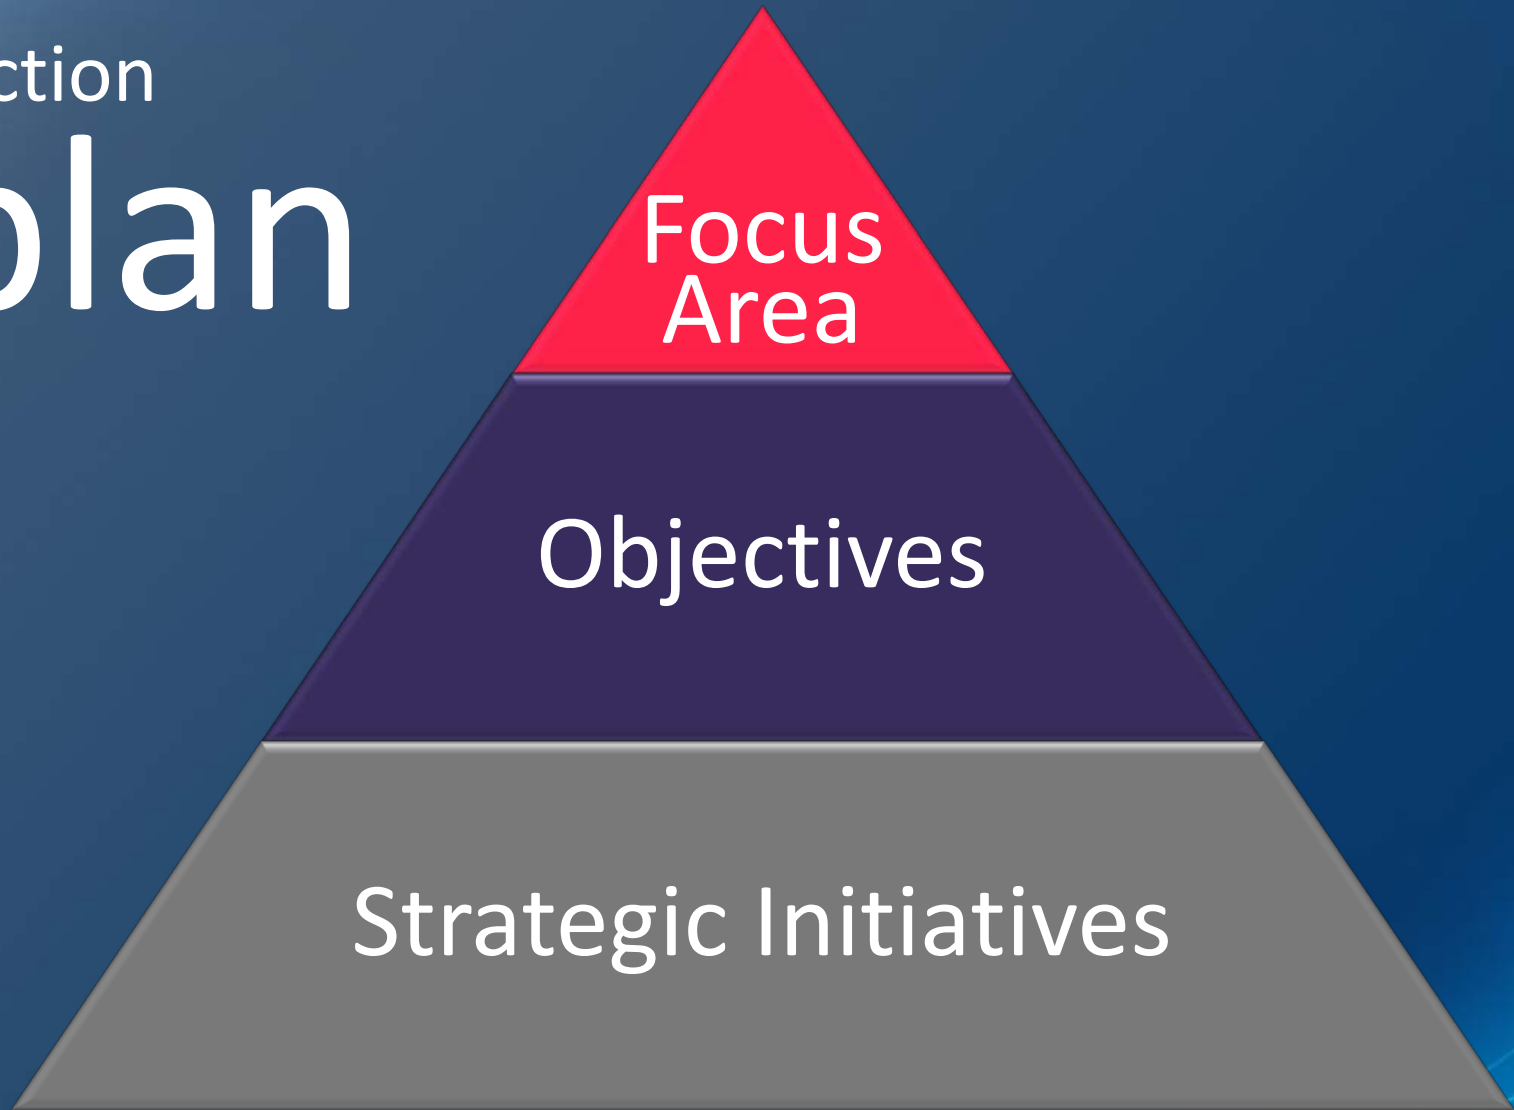 ction
plan
Focus
Area
Objectives
Strategic Initiatives